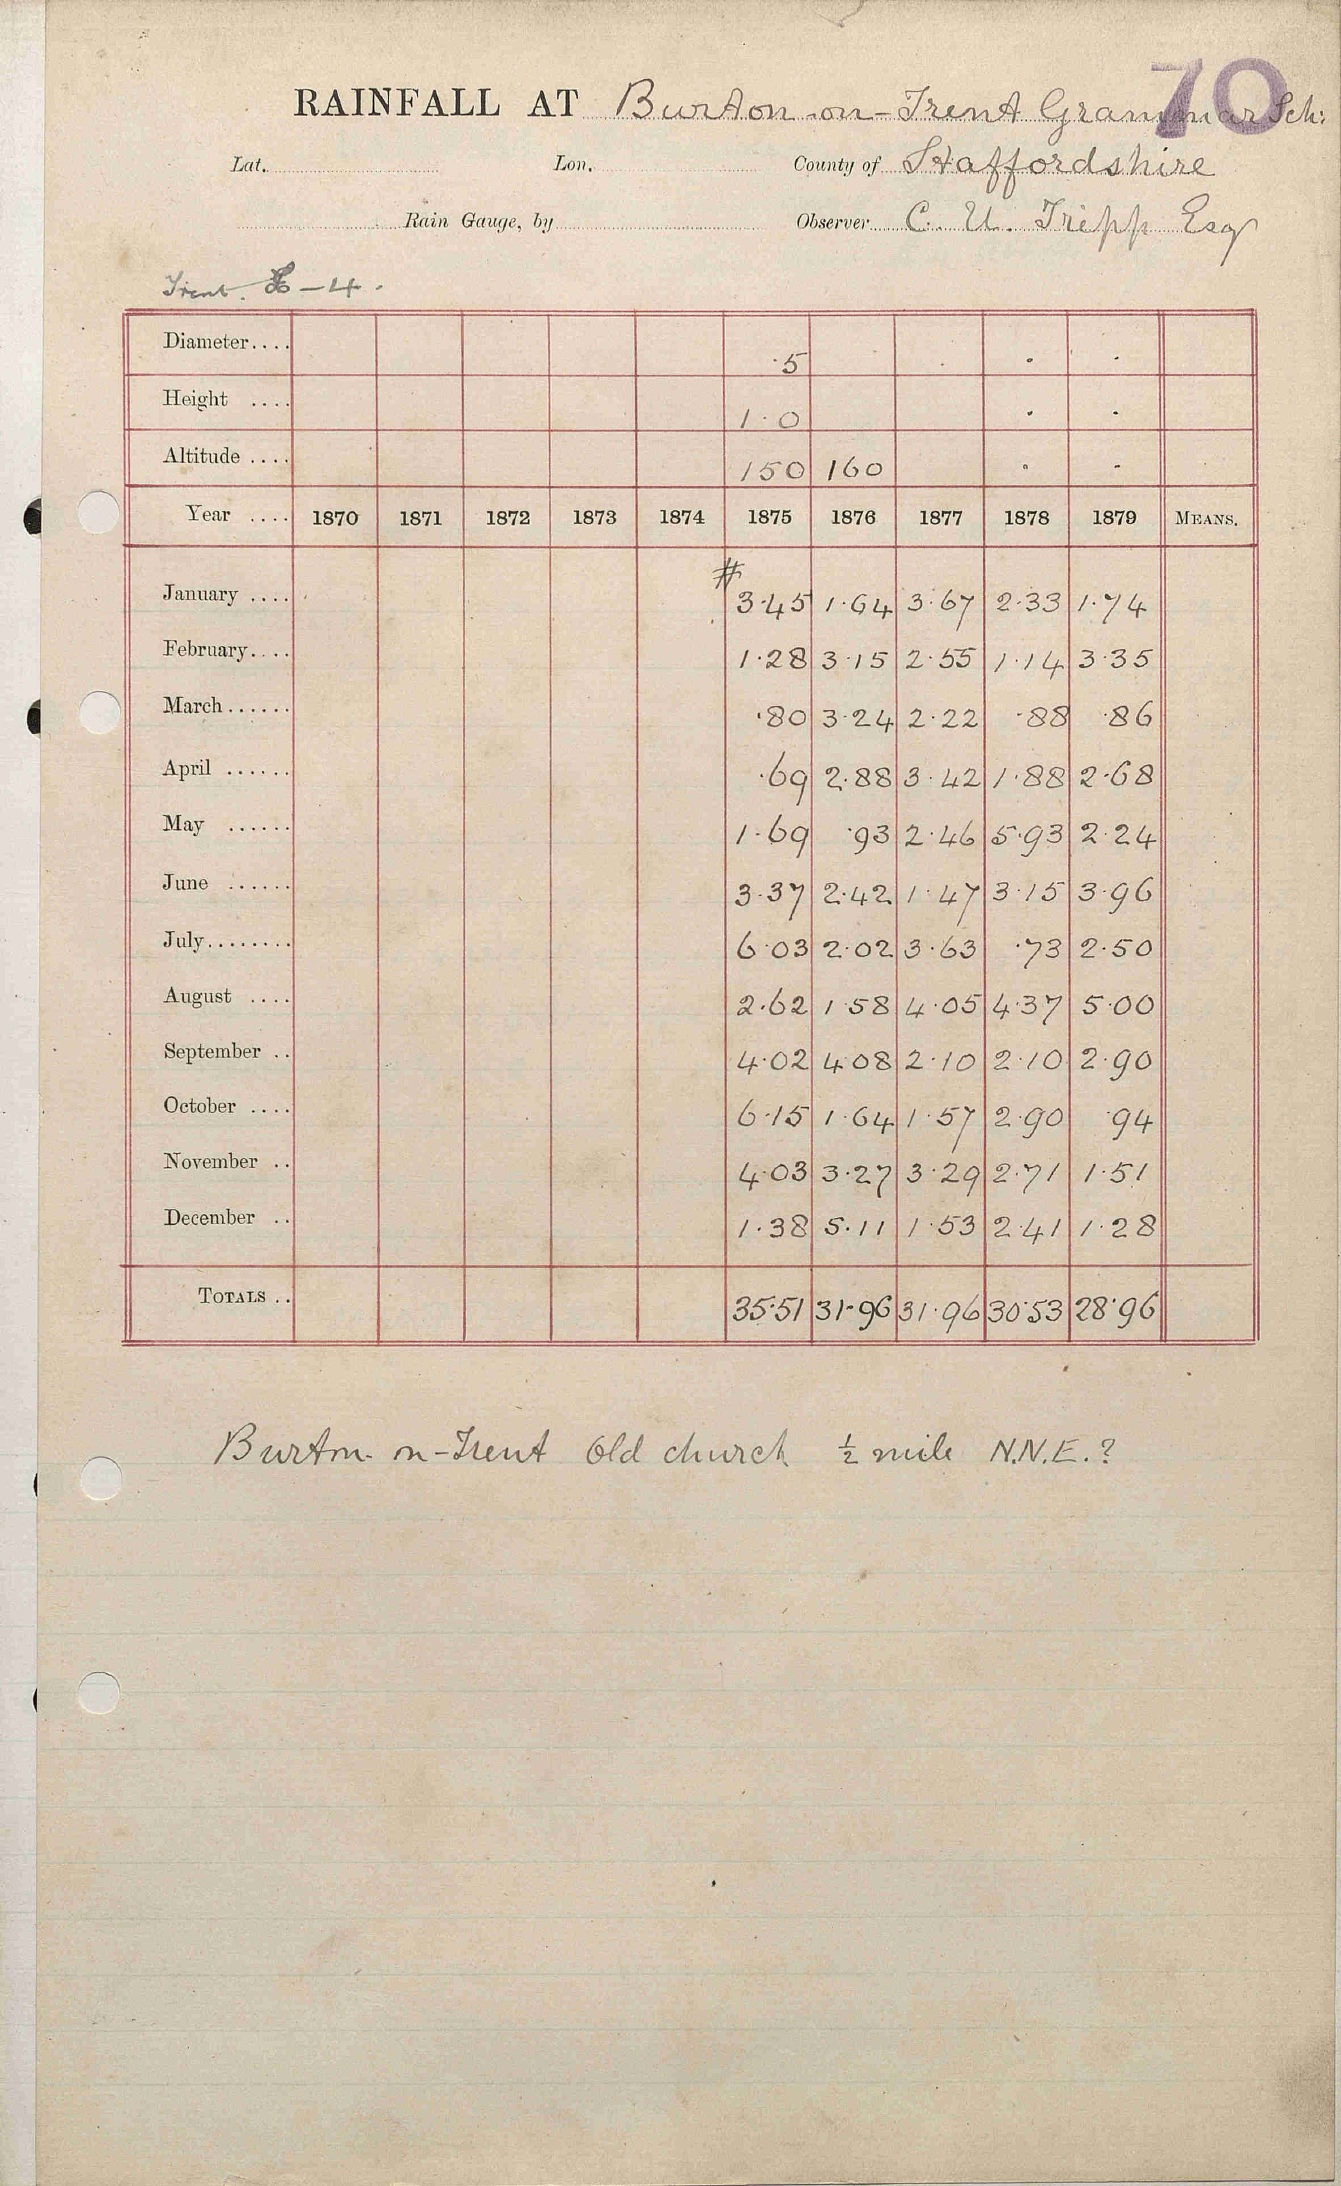 70
RAINFALL AT Burton-on-Trent Grammar Sch:
Lat. Lon. County of Staffordshire
Rain Gauge, by Observer C. U. Tripp Esq
Trent. - 4.
Diameter.... ·5
Height .... 1·0
Altitude .... 150 160
Year .... 1870 1871 1872 1873 1874 1875 1876 1877 1878 1879 MEANS.
#
January .... 3·45 1·64 3·67 2·33 1·74
February.... 1·28 3·15 2·55 1·14 3·35
March...... ·80 3·24 2·22 ·88 ·86
April ...... ·69 2·88 3·42 1·88 2·68
May ...... 1·69 ·93 2·46 5·93 2·24
June ...... 3·37 2·42 1·47 3·15 3·96
July........ 6·03 2·02 3·63 ·73 2·50
August .... 2·62 1·58 4·05 4·37 5·00
September .. 4·02 4·08 2·10 2·10 2·90
October .... 6·15 1·64 1·57 2·90 ·94
November .. 4·03 3·27 3·29 2·71 1·51
December .. 1·38 5·11 1·53 2·41 1·28
TOTALS .. 35·51 31·96 31·96 30·53 28·96
Burton-on-Trent Old church ½ mile N.N.E.?